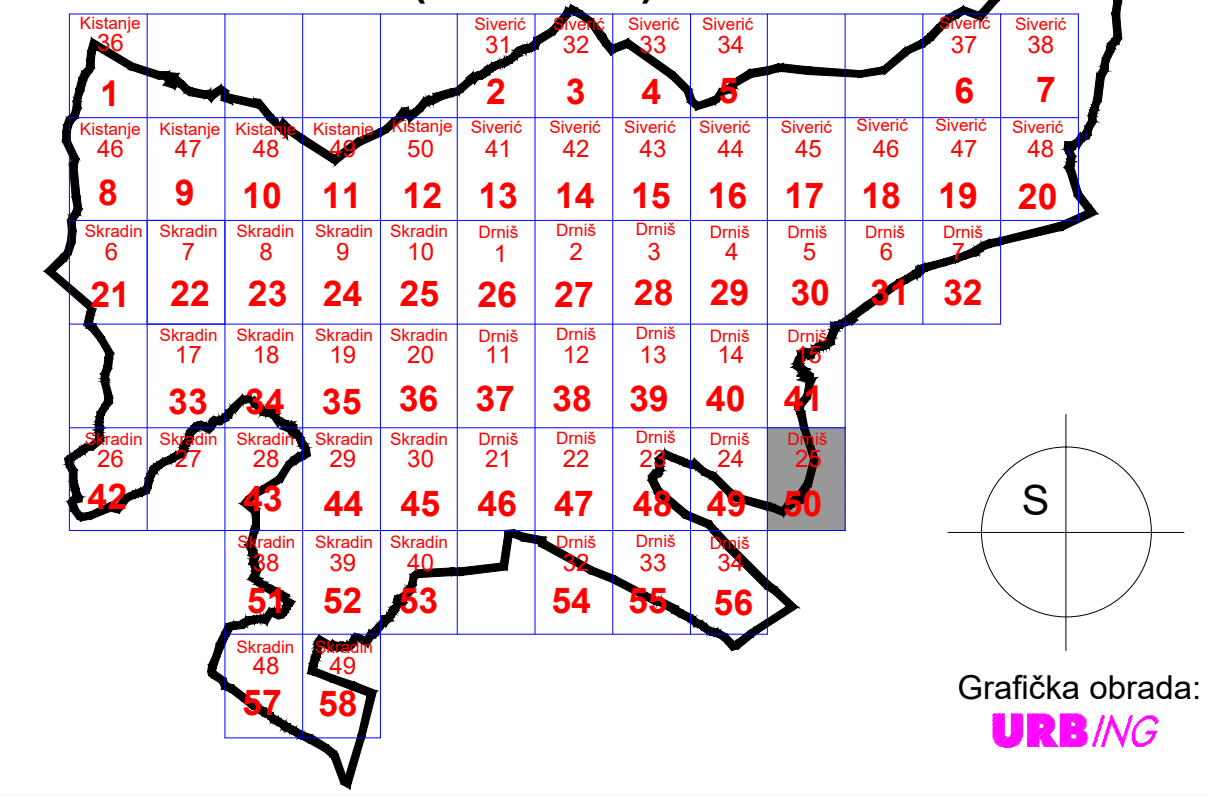 Kistanje 36 1
Siverić 31 2
Siverić 32 3
Siverić 33 4
Siverić 34 5
Siverić 37 6
Siverić 38 7
Kistanje 46 8
Kistanje 47 9
Kistanje 48 10
Kistanje 49 11
Kistanje 50 12
Siverić 41 13
Siverić 42 14
Siverić 43 15
Siverić 44 16
Siverić 45 17
Siverić 46 18
Siverić 47 19
Siverić 48 20
Skradin 6 21
Skradin 7 22
Skradin 8 23
Skradin 9 24
Skradin 10 25
Drniš 1 26
Drniš 2 27
Drniš 3 28
Drniš 4 29
Drniš 5 30
Drniš 6 31
Drniš 7 32
Skradin 17 33
Skradin 18 34
Skradin 19 35
Skradin 20 36
Drniš 11 37
Drniš 12 38
Drniš 13 39
Drniš 14 40
Drniš 15 41
Skradin 26 42
Skradin 27
Skradin 28 43
Skradin 29 44
Skradin 30 45
Drniš 21 46
Drniš 22 47
Drniš 23 48
Drniš 24 49
Drniš 25 50
Skradin 38 51
Skradin 39 52
Skradin 40 53
Drniš 32 54
Drniš 33 55
Drniš 34 56
Skradin 48 57
Skradin 49 58
S
Grafička obrada:
URBING